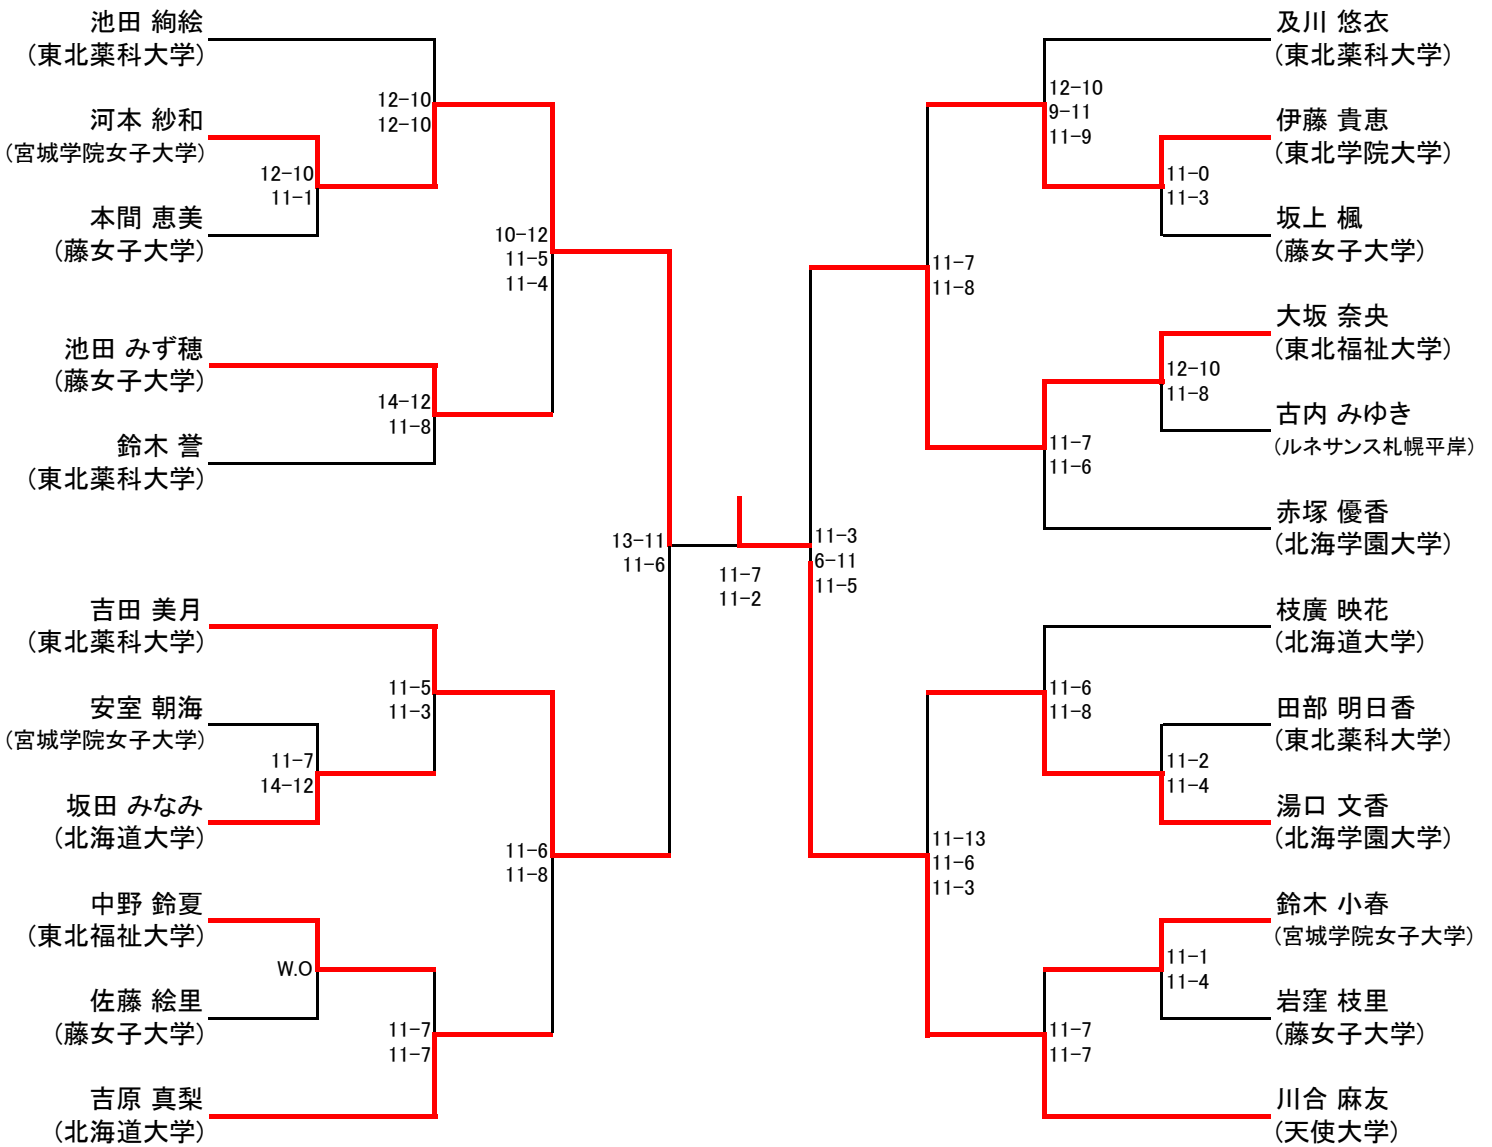 池田 絢絵
(東北薬科大学)
河本 紗和
(宮城学院女子大学)
本間 恵美
(藤女子大学)
池田 みず穂
(藤女子大学)
鈴木 誉
(東北薬科大学)
吉田 美月
(東北薬科大学)
安室 朝海
(宮城学院女子大学)
坂田 みなみ
(北海道大学)
中野 鈴夏
(東北福祉大学)
佐藤 絵里
(藤女子大学)
吉原 真梨
(北海道大学)
12-10
11-1
11-7
14-12
W.O
12-10
12-10
14-12
11-8
11-5
11-3
11-7
11-7
10-12
11-5
11-4
11-6
11-8
13-11
11-6
11-7
11-2
11-3
6-11
11-5
11-7
11-8
11-13
11-6
11-3
12-10
9-11
11-9
11-7
11-6
11-6
11-8
11-7
11-7
11-0
11-3
12-10
11-8
11-2
11-4
11-1
11-4
及川 悠衣
(東北薬科大学)
伊藤 貴恵
(東北学院大学)
坂上 楓
(藤女子大学)
大坂 奈央
(東北福祉大学)
古内 みゆき
(ルネサンス札幌平岸)
赤塚 優香
(北海学園大学)
枝廣 映花
(北海道大学)
田部 明日香
(東北薬科大学)
湯口 文香
(北海学園大学)
鈴木 小春
(宮城学院女子大学)
岩窪 枝里
(藤女子大学)
川合 麻友
(天使大学)